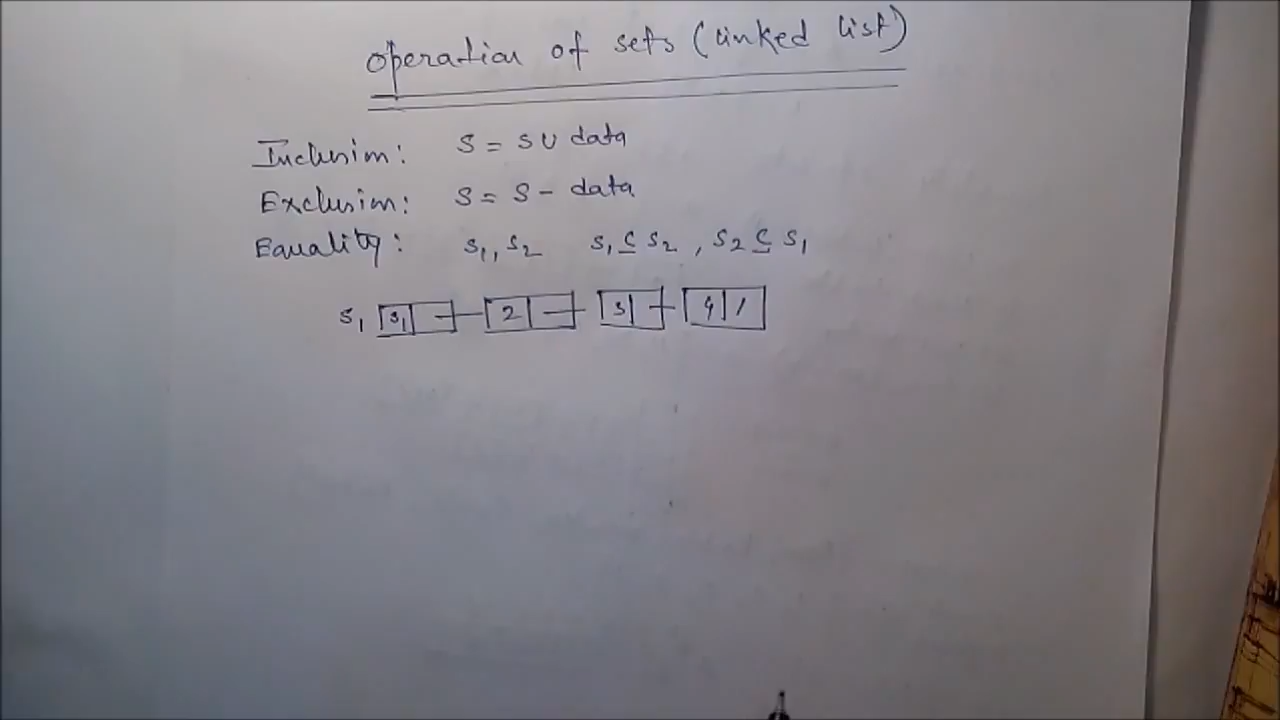 operation of sets (linked list)
Inclusion: S = S ∪ data
Exclusion: S = S - data
Equality: S₁, S₂ S₁ ⊆ S₂ , S₂ ⊆ S₁
S₁ 2 3 4 /